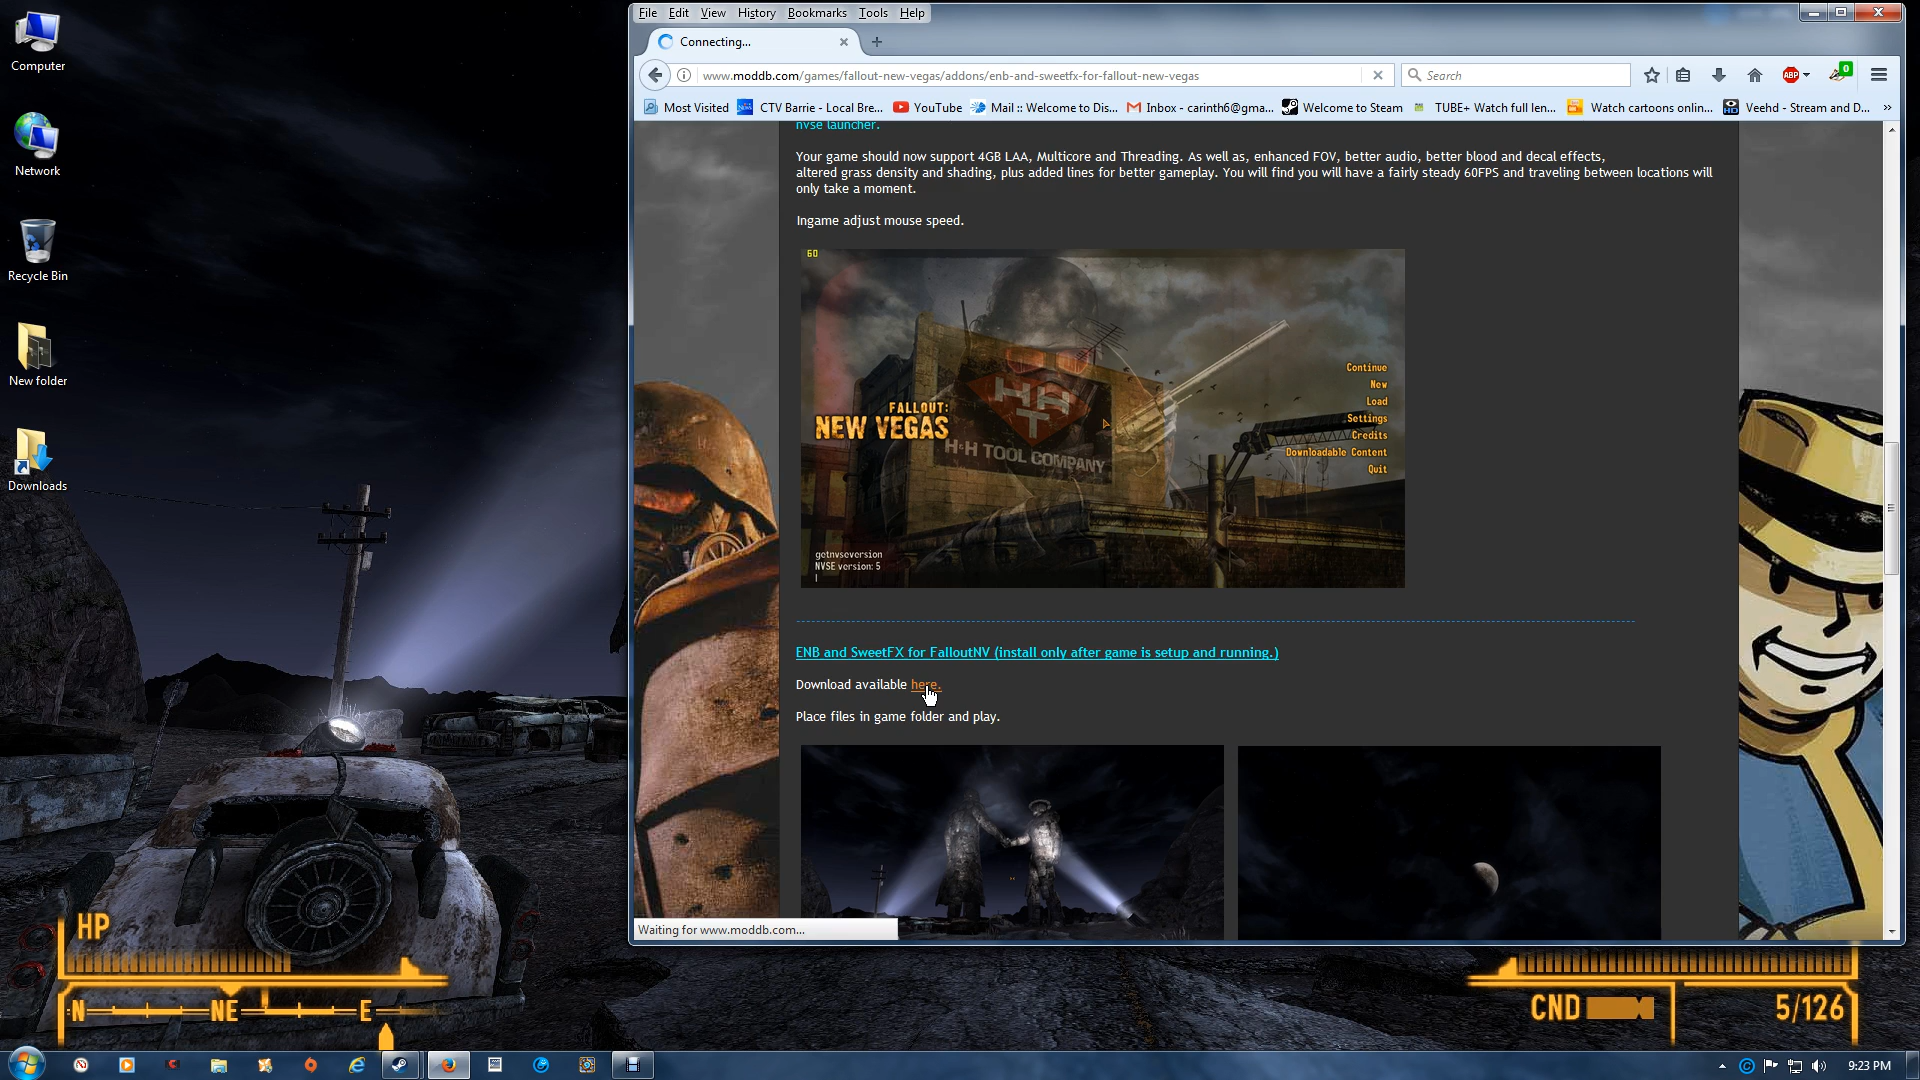 Computer
Network
Recycle Bin
New folder
Downloads
File Edit View History Bookmarks Tools Help
Connecting...
www.moddb.com/games/fallout-new-vegas/addons/enb-and-sweetfx-for-fallout-new-vegas
Search
ABP
0
Most Visited CTV Barrie - Local Bre... YouTube Mail :: Welcome to Dis... Inbox - carinth6@gma... Welcome to Steam TUBE+ Watch full len... Watch cartoons onlin... Veehd - Stream and D... »
nvse launcher.
Your game should now support 4GB LAA, Multicore and Threading. As well as, enhanced FOV, better audio, better blood and decal effects,
altered grass density and shading, plus added lines for better gameplay. You will find you will have a fairly steady 60FPS and traveling between locations will
only take a moment.
Ingame adjust mouse speed.
60
Continue
New
Load
Settings
Credits
Downloadable Content
Quit
FALLOUT:
NEW VEGAS
H&H
T
H&H TOOL COMPANY
getnvseversion
NVSE version: 5
ENB and SweetFX for FalloutNV (install only after game is setup and running.)
Download available here.
Place files in game folder and play.
Waiting for www.moddb.com...
HP
N NE E
CND
5/126
9:23 PM